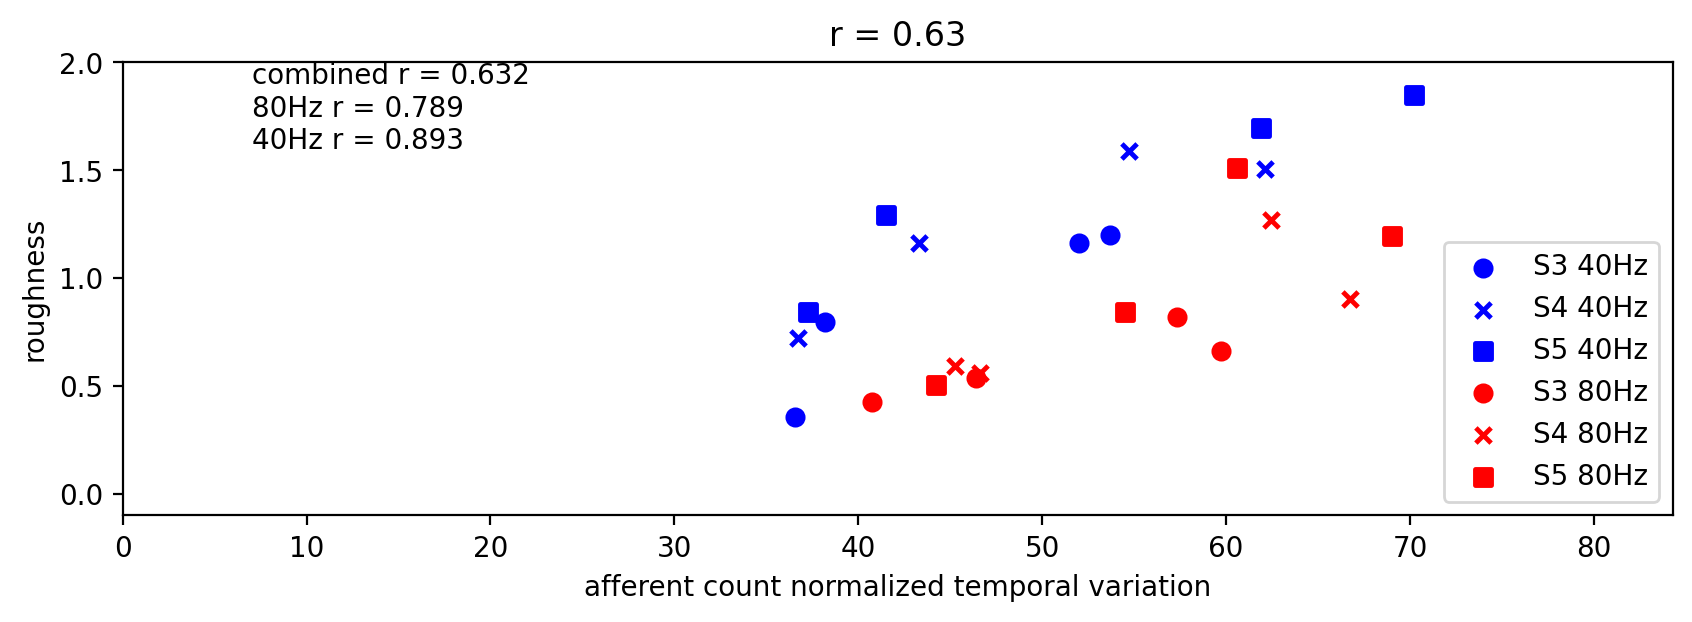 r = 0.63
combined r = 0.632
80Hz r = 0.789
40Hz r = 0.893
2.0
1.5
1.0
0.5
0.0
roughness
S3 40Hz
S4 40Hz
S5 40Hz
S3 80Hz
S4 80Hz
S5 80Hz
0 10 20 30 40 50 60 70 80
afferent count normalized temporal variation